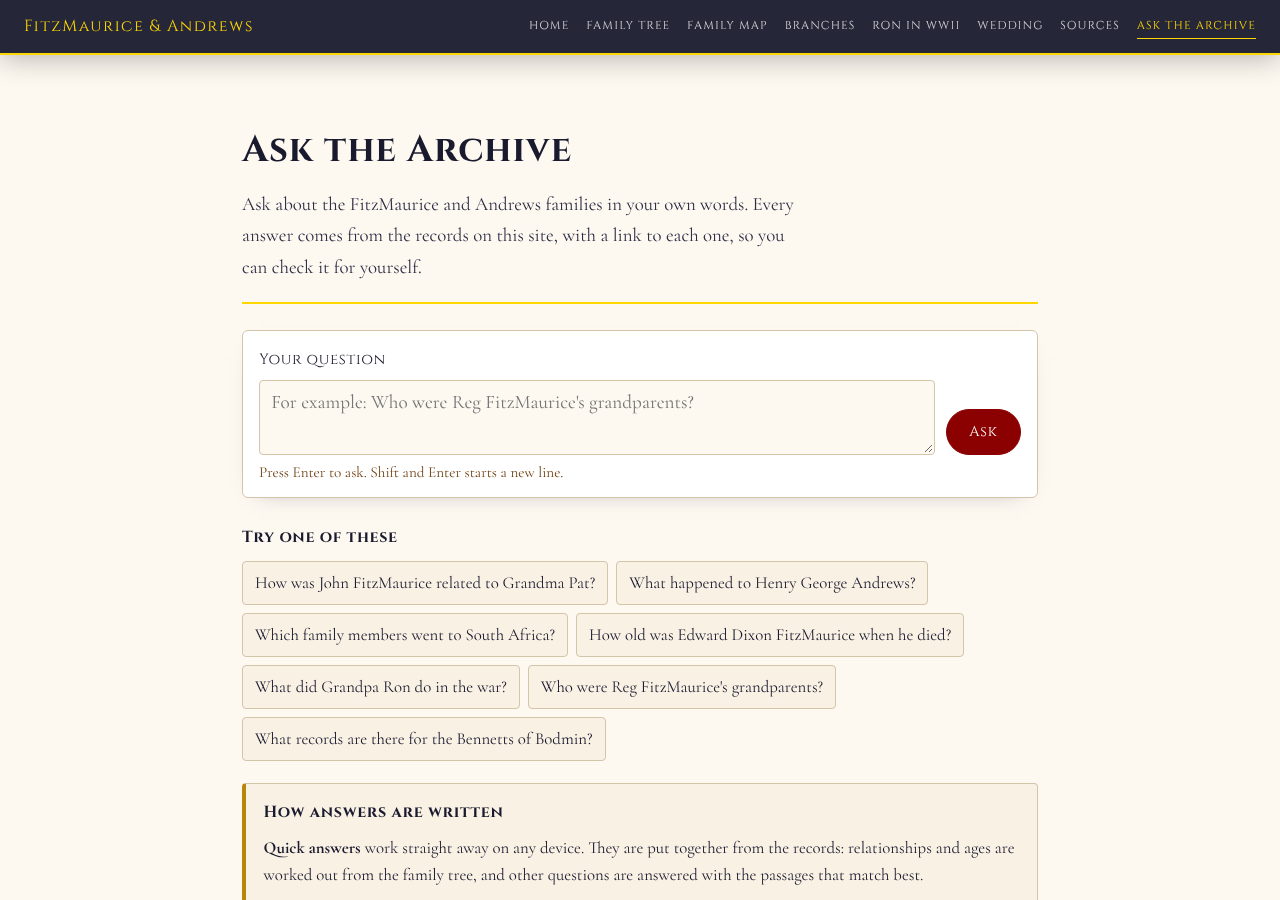 FitzMaurice & Andrews
HOME FAMILY TREE FAMILY MAP BRANCHES RON IN WWII WEDDING SOURCES ASK THE ARCHIVE
Ask the Archive
Ask about the FitzMaurice and Andrews families in your own words. Every
answer comes from the records on this site, with a link to each one, so you
can check it for yourself.
Your question
For example: Who were Reg FitzMaurice's grandparents?
Ask
Press Enter to ask. Shift and Enter starts a new line.
Try one of these
How was John FitzMaurice related to Grandma Pat? What happened to Henry George Andrews?
Which family members went to South Africa? How old was Edward Dixon FitzMaurice when he died?
What did Grandpa Ron do in the war? Who were Reg FitzMaurice's grandparents?
What records are there for the Bennetts of Bodmin?
How answers are written
Quick answers work straight away on any device. They are put together from the records: relationships and ages are
worked out from the family tree, and other questions are answered with the passages that match best.